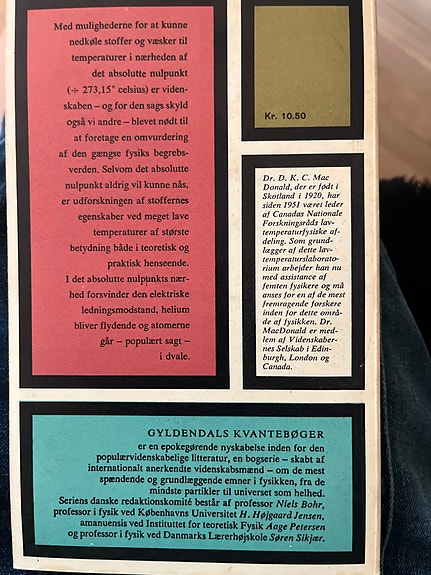 Med mulighederne for at kunne
nedkøle stoffer og væsker til
temperaturer i nærheden af
det absolutte nulpunkt
(÷ 273,15° celsius) er viden-
skaben – og for den sags skyld
også vi andre – blevet nødt til
at foretage en omvurdering
af den gængse fysiks begrebs-
verden. Selvom det absolutte
nulpunkt aldrig vil kunne nås,
er udforskningen af stoffernes
egenskaber ved meget lave
temperaturer af største
betydning både i teoretisk og
praktisk henseende.
I det absolutte nulpunkts nær-
hed forsvinder den elektriske
ledningsmodstand, helium
bliver flydende og atomerne
går – populært sagt –
i dvale.
Kr. 10.50
Dr. D. K. C. Mac
Donald, der er født i
Skotland i 1920, har
siden 1951 været leder
af Canadas Nationale
Forskningsråds lav-
temperaturfysiske af-
deling. Som grund-
lægger af dette lav-
temperaturslaborato-
rium arbejder han nu
med assistance af
femten fysikere og må
anses for en af de mest
fremragende forskere
inden for dette områ-
de af fysikken. Dr.
MacDonald er med-
lem af Videnskaber-
nes Selskab i Edin-
burgh, London og
Canada.
GYLDENDALS KVANTEBØGER
er en epokegørende nyskabelse inden for den
populærvidenskabelige litteratur, en bogserie – skabt af
internationalt anerkendte videnskabsmænd – om de mest
spændende og grundlæggende emner i fysikken, fra de
mindste partikler til universet som helhed.
Seriens danske redaktionskomité består af professor Niels Bohr,
professor i fysik ved Københavns Universitet H. Højgaard Jensen,
amanuensis ved Instituttet for teoretisk Fysik Aage Petersen
og professor i fysik ved Danmarks Lærerhøjskole Søren Sikjær.